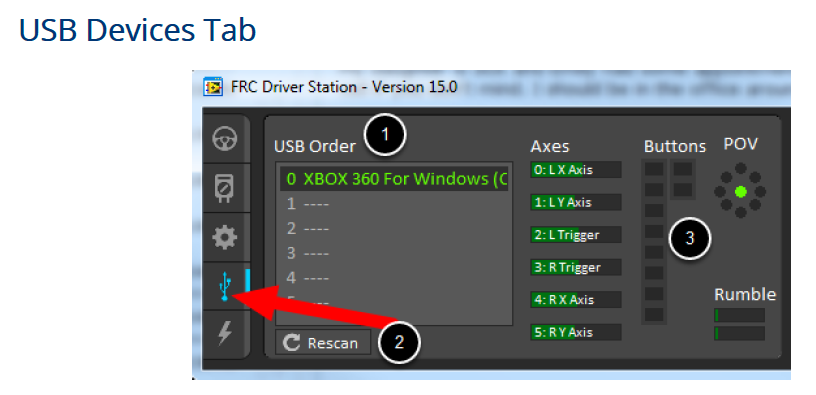 USB Devices Tab
FRC Driver Station - Version 15.0
1
USB Order
Axes
Buttons
POV
0 XBOX 360 For Windows (C
0: L X Axis
1 ----
1: L Y Axis
2 ----
2: L Trigger
3
3 ----
3: R Trigger
4 ----
4: R X Axis
Rumble
5: R Y Axis
Rescan
2